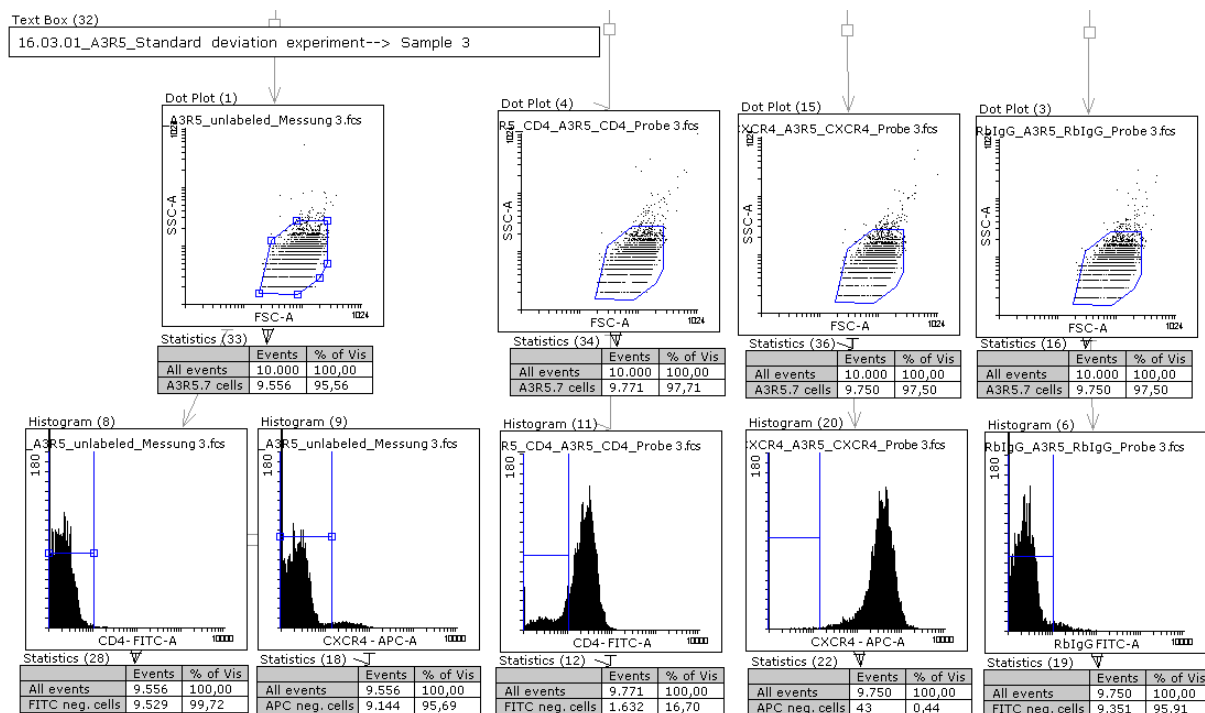 Text Box (32)
16.03.01_A3R5_Standard deviation experiment--> Sample 3
Dot Plot (1)
A3R5_unlabeled_Messung 3.fcs
1024
SSC-A
FSC-A
1024
Dot Plot (4)
R5_CD4_A3R5_CD4_Probe 3.fcs
1024
SSC-A
FSC-A
1024
Dot Plot (15)
CXCR4_A3R5_CXCR4_Probe 3.fcs
1024
SSC-A
FSC-A
1024
Dot Plot (3)
RbIgG_A3R5_RbIgG_Probe 3.fcs
1024
SSC-A
FSC-A
1024
Statistics (33)
Events % of Vis
All events 10.000 100,00
A3R5.7 cells 9.556 95,56
Statistics (34)
Events % of Vis
All events 10.000 100,00
A3R5.7 cells 9.771 97,71
Statistics (36)
Events % of Vis
All events 10.000 100,00
A3R5.7 cells 9.750 97,50
Statistics (16)
Events % of Vis
All events 10.000 100,00
A3R5.7 cells 9.750 97,50
Histogram (8)
_A3R5_unlabeled_Messung 3.fcs
180
10000
CD4-FITC-A
Histogram (9)
_A3R5_unlabeled_Messung 3.fcs
180
10000
CXCR4-APC-A
Histogram (11)
R5_CD4_A3R5_CD4_Probe 3.fcs
180
10000
CD4-FITC-A
Histogram (20)
CXCR4_A3R5_CXCR4_Probe 3.fcs
180
10000
CXCR4-APC-A
Histogram (6)
RbIgG_A3R5_RbIgG_Probe 3.fcs
180
10000
RbIgG FITC-A
Statistics (28)
Events % of Vis
All events 9.556 100,00
FITC neg. cells 9.529 99,72
Statistics (18)
Events % of Vis
All events 9.556 100,00
APC neg. cells 9.144 95,69
Statistics (12)
Events % of Vis
All events 9.771 100,00
FITC neg. cells 1.632 16,70
Statistics (22)
Events % of Vis
All events 9.750 100,00
APC neg. cells 43 0,44
Statistics (19)
Events % of Vis
All events 9.750 100,00
FITC neg. cells 9.351 95,91